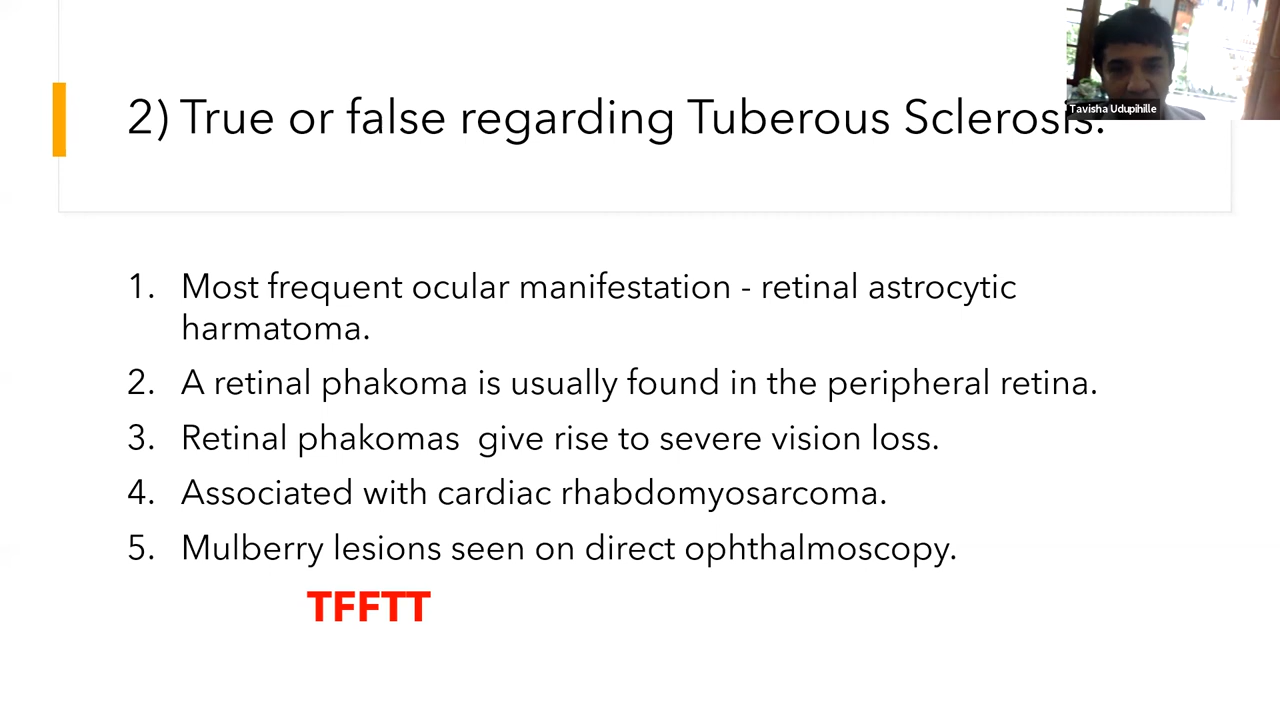 2) True or false regarding Tuberous Sclerosis.
Tavisha Udupihille
1. Most frequent ocular manifestation - retinal astrocytic
harmatoma.
2. A retinal phakoma is usually found in the peripheral retina.
3. Retinal phakomas give rise to severe vision loss.
4. Associated with cardiac rhabdomyosarcoma.
5. Mulberry lesions seen on direct ophthalmoscopy.
TFFTT